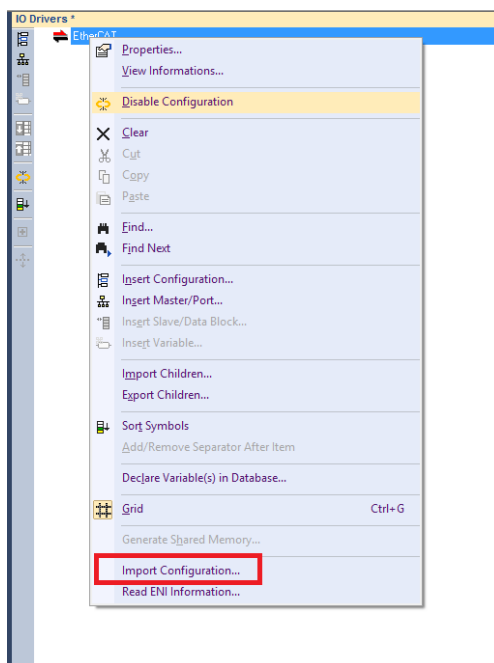 IO Drivers *
EtherCAT
Properties...
View Informations...
Disable Configuration
Clear
Cut
Copy
Paste
Find...
Find Next
Insert Configuration...
Insert Master/Port...
Insert Slave/Data Block...
Insert Variable...
Import Children...
Export Children...
Sort Symbols
Add/Remove Separator After Item
Declare Variable(s) in Database...
Grid Ctrl+G
Generate Shared Memory...
Import Configuration...
Read ENI Information...